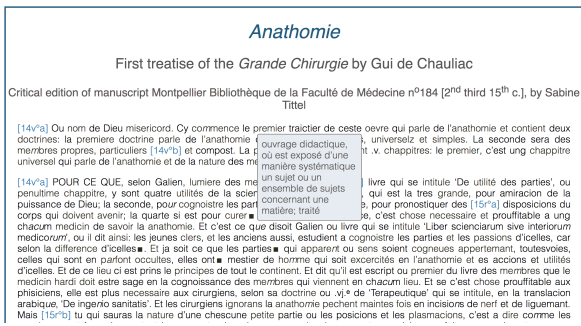 Anathomie
First treatise of the Grande Chirurgie by Gui de Chauliac
Critical edition of manuscript Montpellier Bibliothèque de la Faculté de Médecine nº184 [2nd third 15th c.], by Sabine
Tittel
[14vºa] Ou nom de Dieu misericord. Cy commence le premier traictier de ceste oevre qui parle de l'anathomie et contient deux
doctrines: la premiere doctrine parle de l'anathomie universelz et simples. La seconde sera des
membres propres, particuliers [14vºb] et compost. La p nt .v. chappitres: le premier, c'est ung chappitre
universel qui parle de l'anathomie et de la nature des me
ouvrage didactique,
où est exposé d'une
manière systématique
un sujet ou un
ensemble de sujets
concernant une
matière; traité
[14vºa] POUR CE QUE, selon Galien, lumiere des me livre qui se intitule 'De utilité des parties', ou
penultime chappitre, y sont quatre utilités de la scien , qui est la tres grande, pour amiracion de la
puissance de Dieu; la seconde, pour cognoistre les par pour pronostiquer des [15rºa] disposicions du
corps qui doivent avenir; la quarte si est pour curer■ e, c'est chose necessaire et prouffitable a ung
chacum medicin de savoir la anathomie. Et c'est ce que disoit Galien ou livre qui se intitule 'Liber scienciarum sive interiorum
medicorum', ou il dit ainsi: les jeunes clers, et les anciens aussi, estudient a cognoistre les parties et les passions d'icelles, car
selon la difference d'icelles■. Et ja soit ce que les parties■ qui apparent ou sens soient cogneues appertement, toutesvoies,
celles qui sont en parfont occultes, elles ont■ mestier de homme qui soit excercités en l'anathomie et es accions et utilités
d'icelles. Et de ce lieu ci est prins le principes de tout le continent. Et dit qu'il est escript ou premier du livre des membres que le
medicin hardi doit estre sage en la cognoissance des membres qui viennent en chacum lieu. Et se c'est chose prouffitable aux
phisiciens, elle est plus necessaire aux cirurgiens, selon sa doctrine ou .vj.e de 'Terapeutique' qui se intitule, en la translacion
arabique, 'De ingenio sanitatis'. Et les cirurgiens ignorans la anathomie pechent maintes foys en incisions de nerf et de liguement.
Mais [15rºb] tu qui sauras la nature d'une chescune petite partie ou les posicions et les plasmacions, c'est a dire comme les